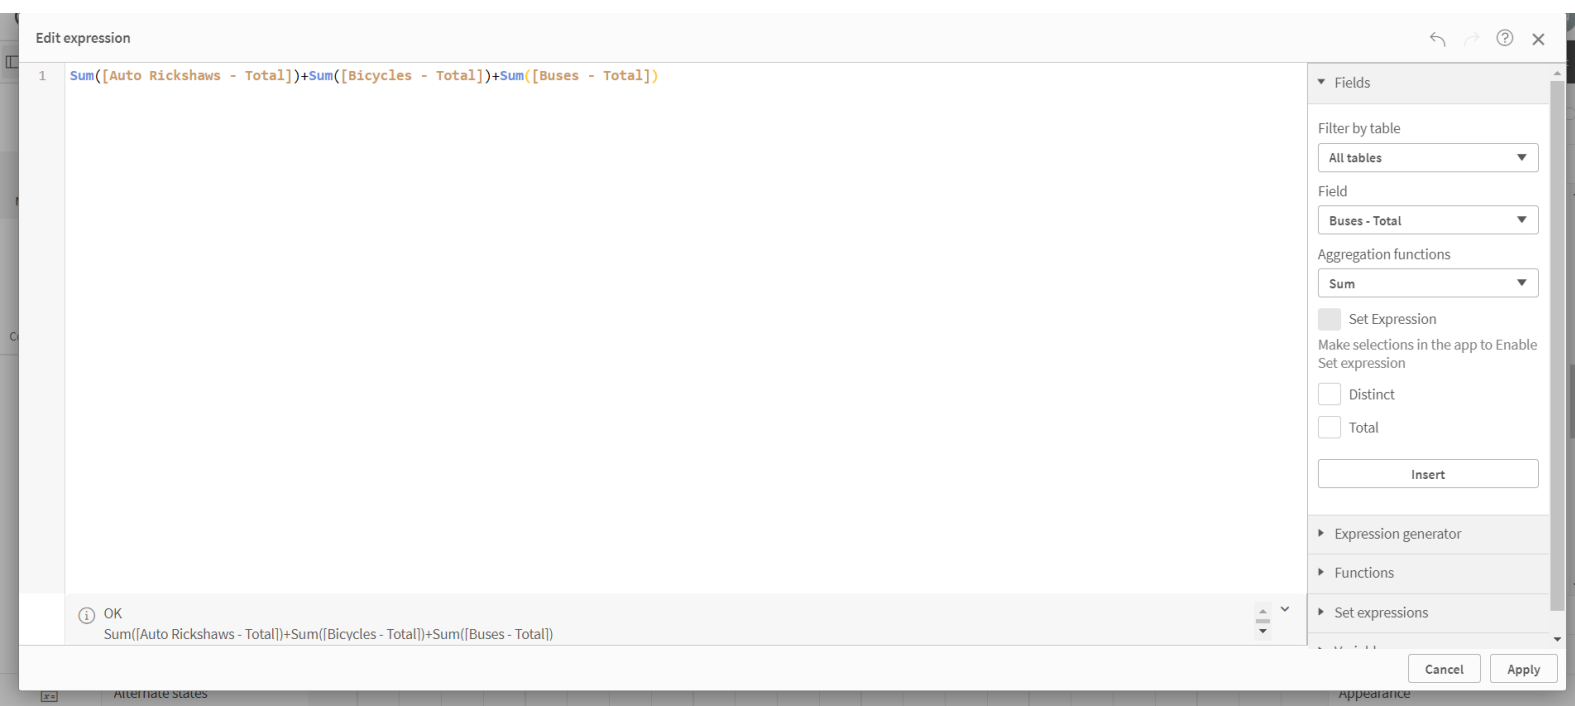 Edit expression
1 Sum([Auto Rickshaws - Total])+Sum([Bicycles - Total])+Sum([Buses - Total])
Fields
Filter by table
All tables
Field
Buses - Total
Aggregation functions
Sum
Set Expression
Make selections in the app to Enable
Set expression
Distinct
Total
Insert
Expression generator
Functions
Set expressions
OK
Sum([Auto Rickshaws - Total])+Sum([Bicycles - Total])+Sum([Buses - Total])
Cancel
Apply
Alternate states
Appearance